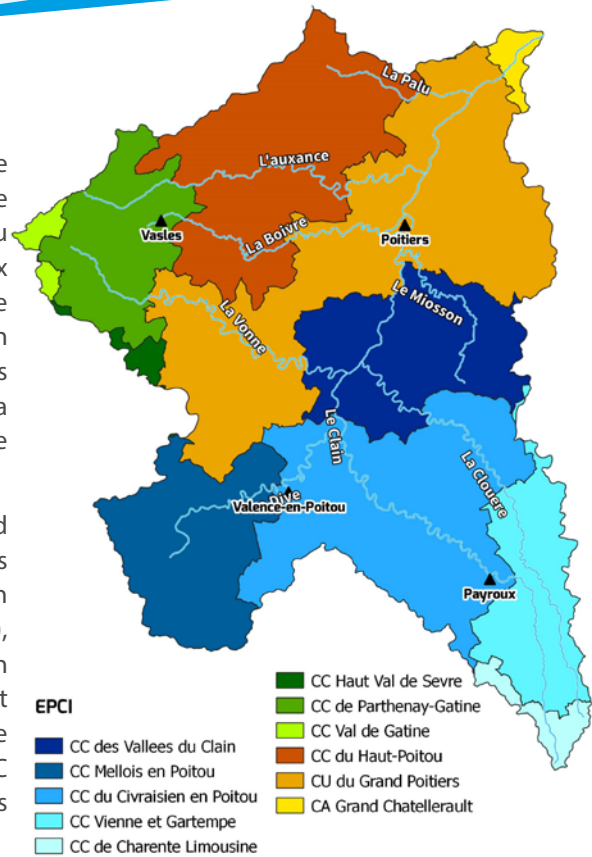 La Palu
L'auxance
Vasles
La Boivre
Poitiers
Le Miosson
La Vonne
Le Clain
La Clouere
Dive
Valence-en-Poitou
Payroux
EPCI
CC des Vallees du Clain
CC Mellois en Poitou
CC du Civraisien en Poitou
CC Vienne et Gartempe
CC de Charente Limousine
CC Haut Val de Sevre
CC de Parthenay-Gatine
CC Val de Gatine
CC du Haut-Poitou
CU du Grand Poitiers
CA Grand Chatellerault